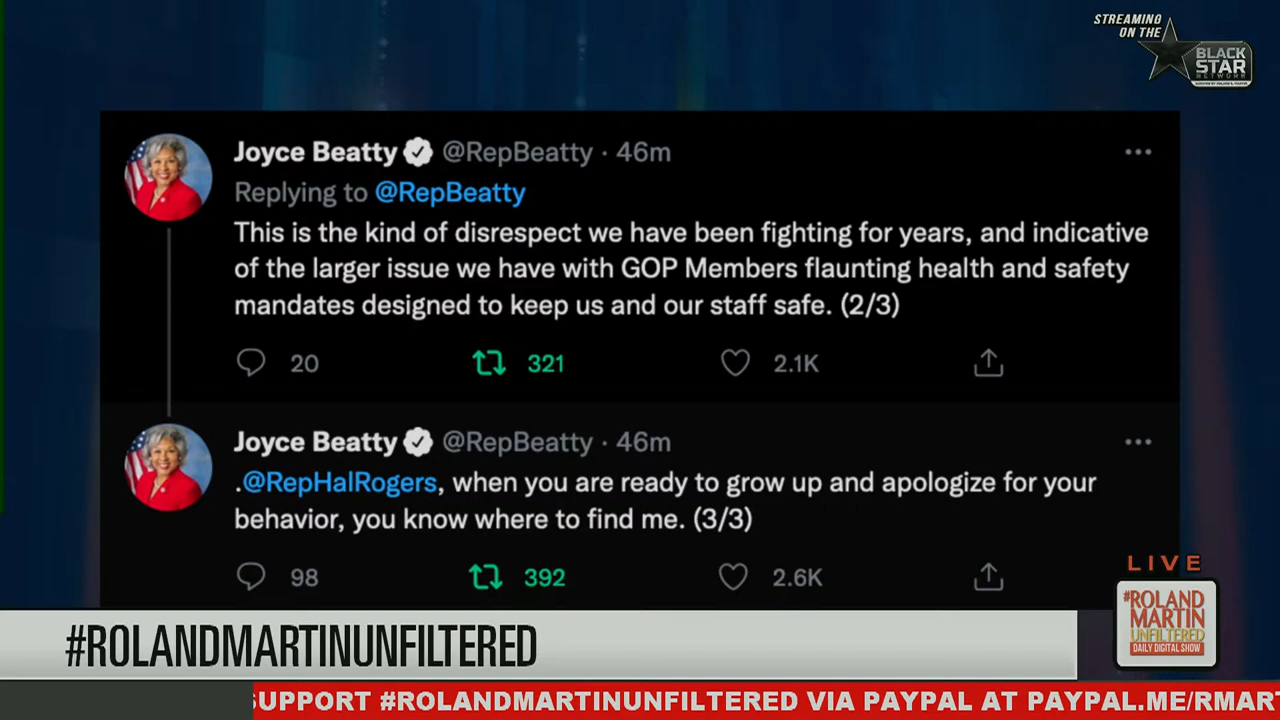 STREAMING
ON THE
BLACK
STAR
NETWORK
Joyce Beatty @RepBeatty · 46m
Replying to @RepBeatty
This is the kind of disrespect we have been fighting for years, and indicative
of the larger issue we have with GOP Members flaunting health and safety
mandates designed to keep us and our staff safe. (2/3)
20 321 2.1K
Joyce Beatty @RepBeatty · 46m
.@RepHalRogers, when you are ready to grow up and apologize for your
behavior, you know where to find me. (3/3)
98 392 2.6K
LIVE
#ROLAND
MARTIN
UNFILTERED
DAILY DIGITAL SHOW
#ROLANDMARTINUNFILTERED
SUPPORT #ROLANDMARTINUNFILTERED VIA PAYPAL AT PAYPAL.ME/RMAR